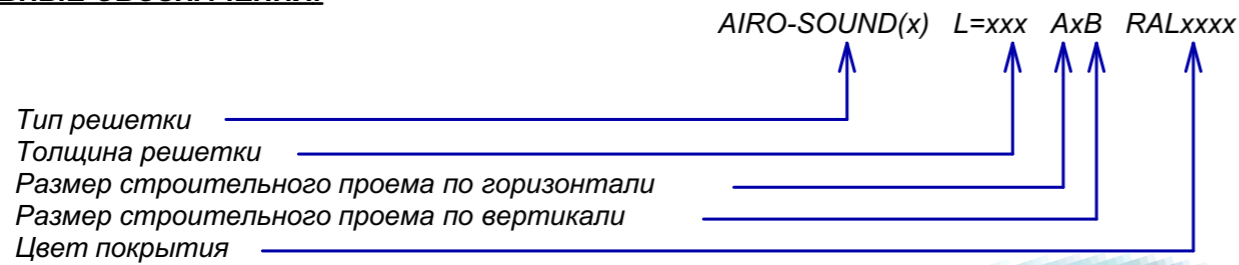 AIRO-SOUND(x) L=xxx AxB RALxxxx
Тип решетки
Толщина решетки
Размер строительного проема по горизонтали
Размер строительного проема по вертикали
Цвет покрытия